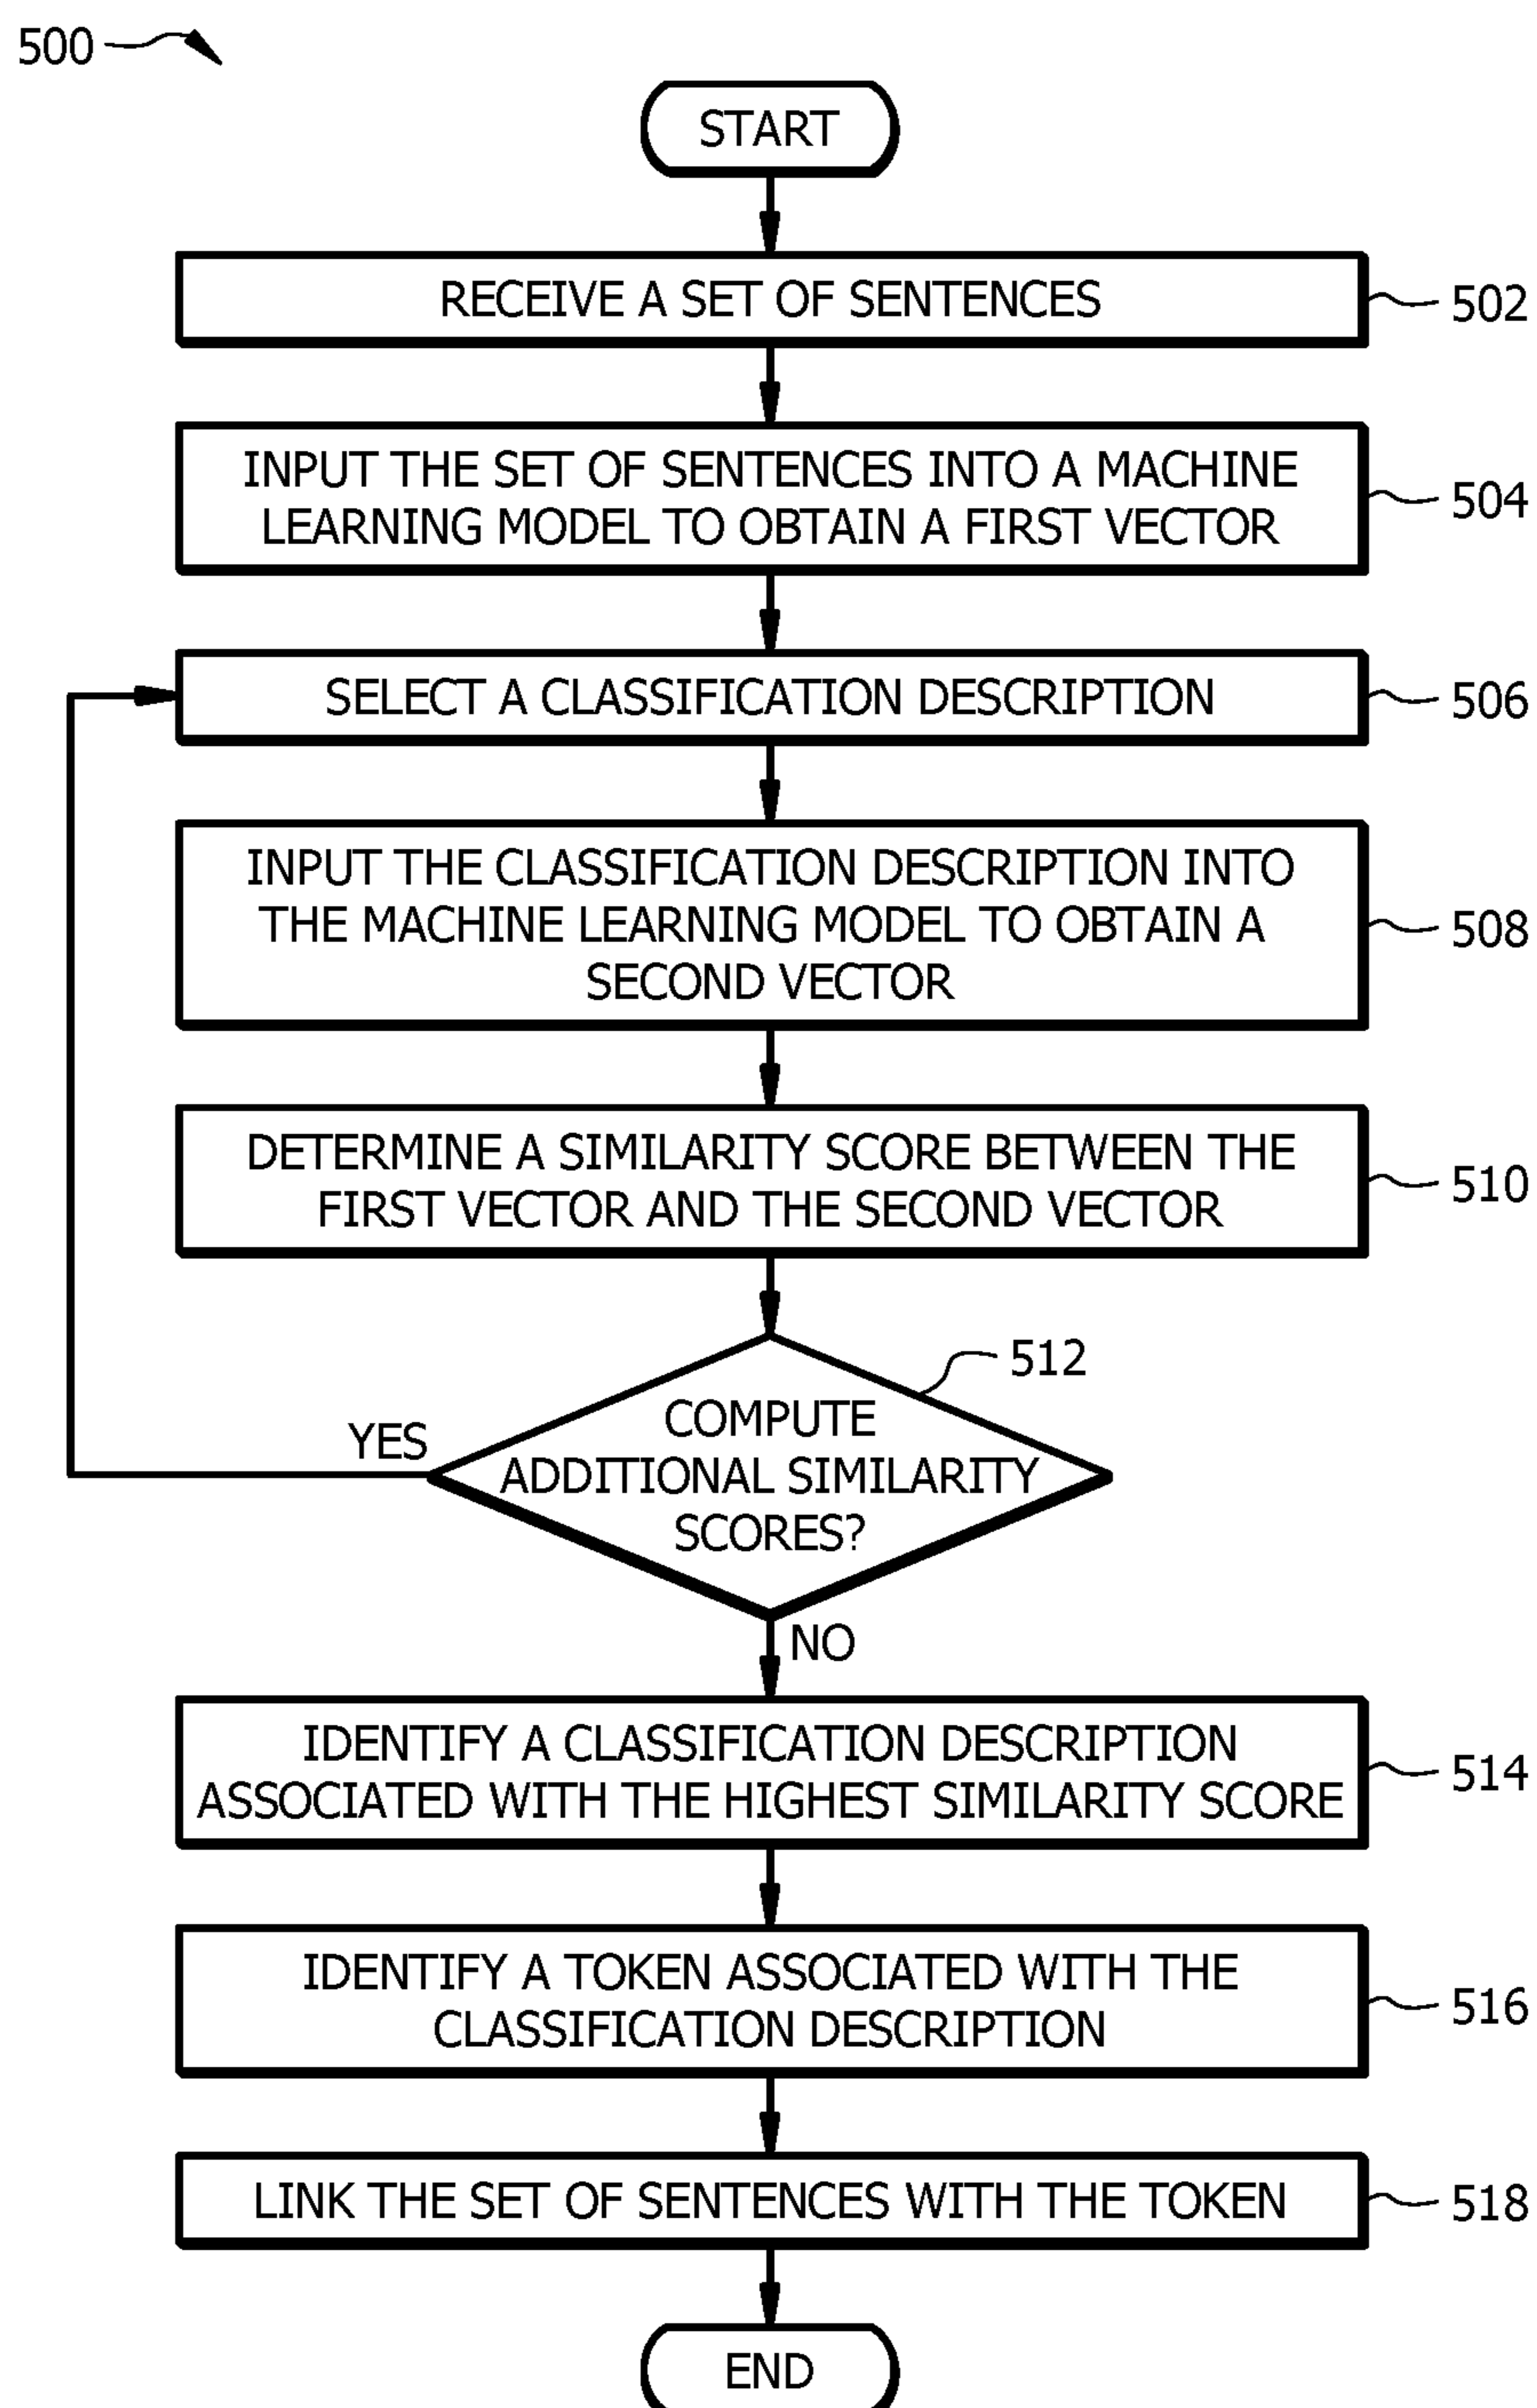 500
START
RECEIVE A SET OF SENTENCES
502
INPUT THE SET OF SENTENCES INTO A MACHINE
LEARNING MODEL TO OBTAIN A FIRST VECTOR
504
SELECT A CLASSIFICATION DESCRIPTION
506
INPUT THE CLASSIFICATION DESCRIPTION INTO
THE MACHINE LEARNING MODEL TO OBTAIN A
SECOND VECTOR
508
DETERMINE A SIMILARITY SCORE BETWEEN THE
FIRST VECTOR AND THE SECOND VECTOR
510
512
COMPUTE
ADDITIONAL SIMILARITY
SCORES?
YES
NO
IDENTIFY A CLASSIFICATION DESCRIPTION
ASSOCIATED WITH THE HIGHEST SIMILARITY SCORE
514
IDENTIFY A TOKEN ASSOCIATED WITH THE
CLASSIFICATION DESCRIPTION
516
LINK THE SET OF SENTENCES WITH THE TOKEN
518
END